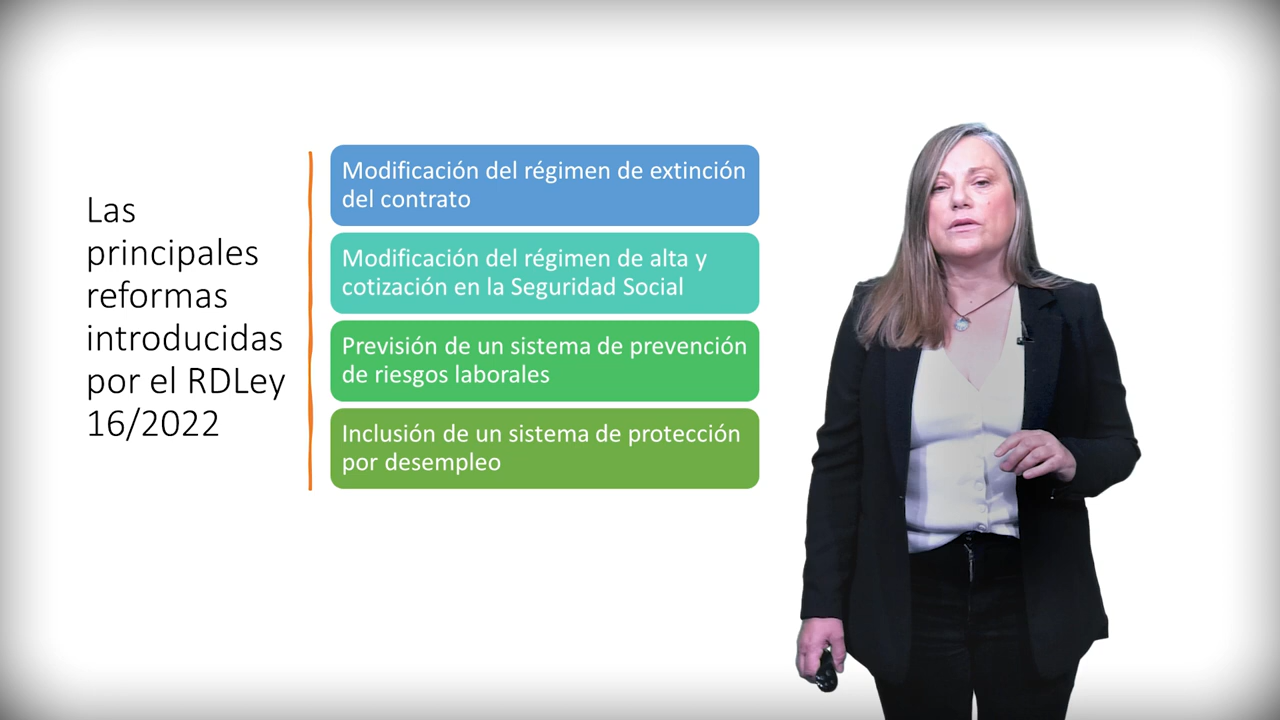 Las
principales
reformas
introducidas
por el RDLey
16/2022
Modificación del régimen de extinción
del contrato
Modificación del régimen de alta y
cotización en la Seguridad Social
Previsión de un sistema de prevención
de riesgos laborales
Inclusión de un sistema de protección
por desempleo